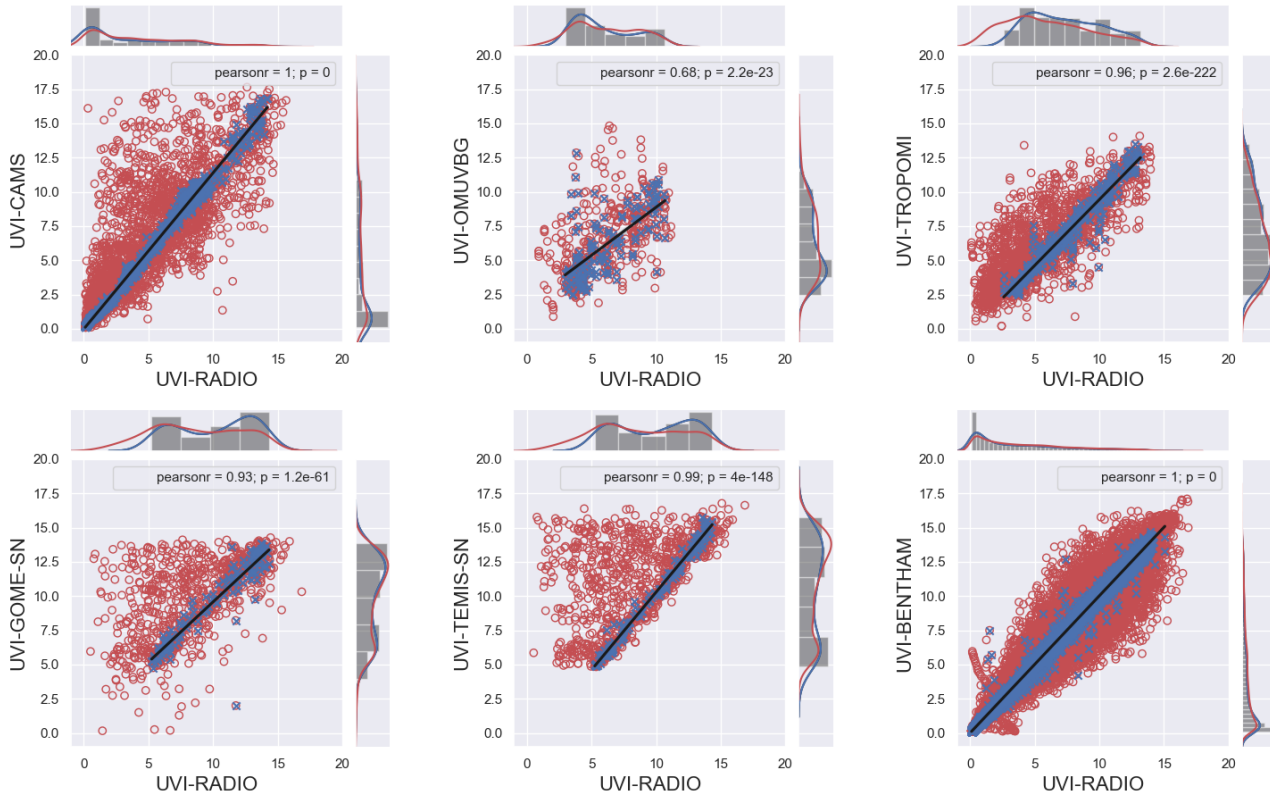 pearsonr = 1; p = 0
20.0
17.5
15.0
12.5
10.0
7.5
5.0
2.5
0.0
UVI-CAMS
0 5 10 15 20
UVI-RADIO
pearsonr = 0.68; p = 2.2e-23
20.0
17.5
15.0
12.5
10.0
7.5
5.0
2.5
0.0
UVI-OMUVBG
0 5 10 15 20
UVI-RADIO
pearsonr = 0.96; p = 2.6e-222
20.0
17.5
15.0
12.5
10.0
7.5
5.0
2.5
0.0
UVI-TROPOMI
0 5 10 15 20
UVI-RADIO
pearsonr = 0.93; p = 1.2e-61
20.0
17.5
15.0
12.5
10.0
7.5
5.0
2.5
0.0
UVI-GOME-SN
0 5 10 15 20
UVI-RADIO
pearsonr = 0.99; p = 4e-148
20.0
17.5
15.0
12.5
10.0
7.5
5.0
2.5
0.0
UVI-TEMIS-SN
0 5 10 15 20
UVI-RADIO
pearsonr = 1; p = 0
20.0
17.5
15.0
12.5
10.0
7.5
5.0
2.5
0.0
UVI-BENTHAM
0 5 10 15 20
UVI-RADIO